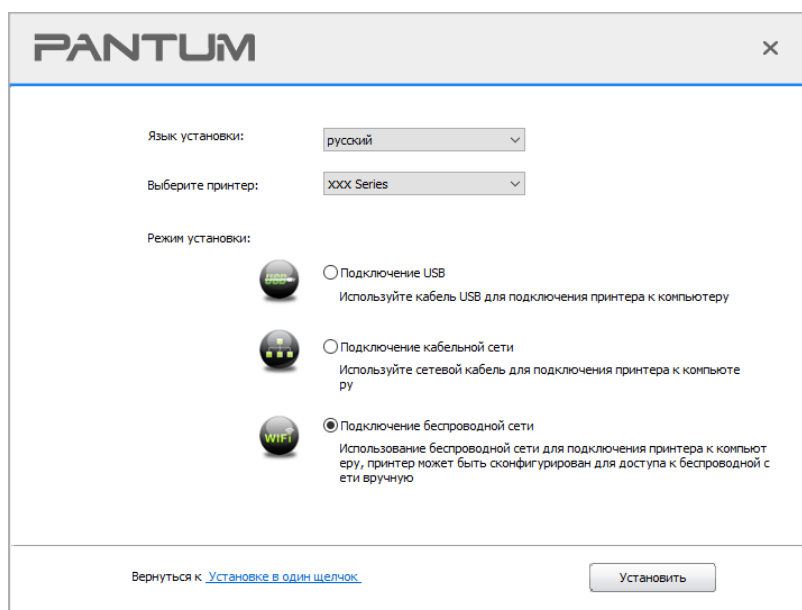 PANTUM
Язык установки:
русский
Выберите принтер:
XXX Series
Режим установки:
USB
Подключение USB
Используйте кабель USB для подключения принтера к компьютеру
Подключение кабельной сети
Используйте сетевой кабель для подключения принтера к компьюте
ру
WiFi
Подключение беспроводной сети
Использование беспроводной сети для подключения принтера к компьют
еру, принтер может быть сконфигурирован для доступа к беспроводной с
ети вручную
Вернуться к Установке в один щелчок
Установить